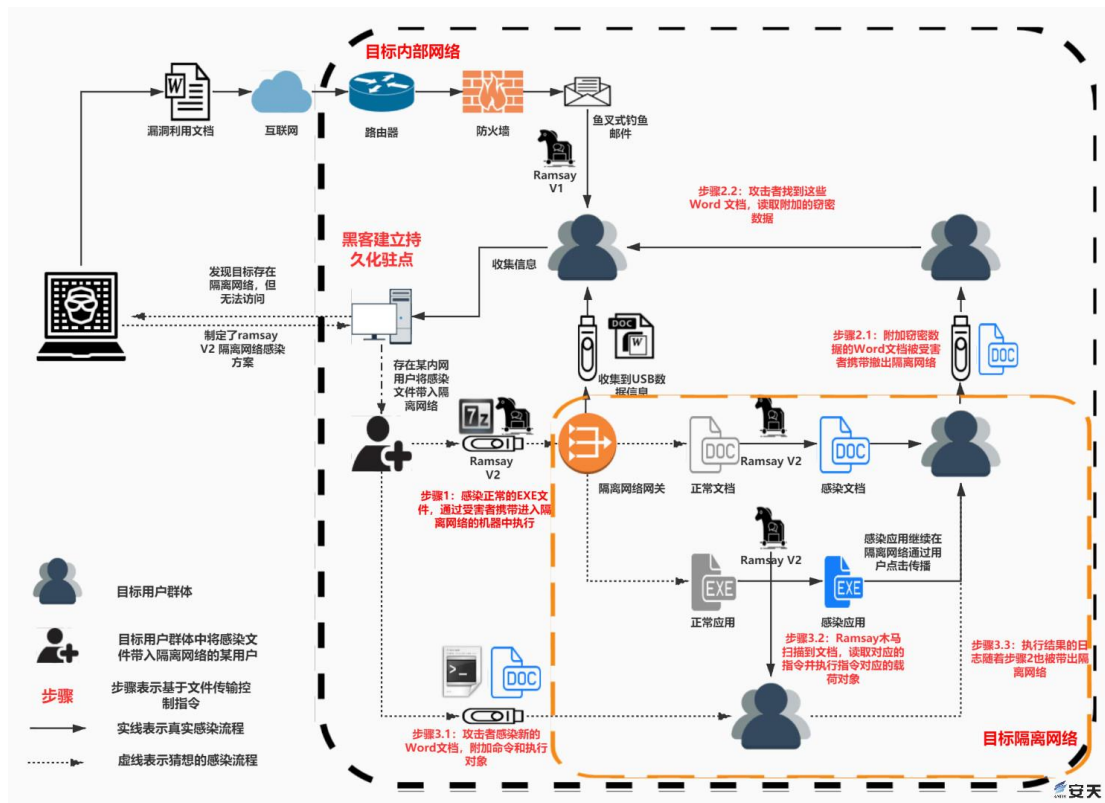 目标内部网络
W
漏洞利用文档
互联网
路由器
防火墙
鱼叉式钓鱼
邮件
Ramsay
V1
步骤2.2：攻击者找到这些
Word 文档，读取附加的窃密
数据
黑客建立持
久化驻点
收集信息
发现目标存在
隔离网络，但
无法访问
制定了ramsay
V2 隔离网络感染
方案
DOC
W
收集到USB数
据信息
步骤2.1：附加窃密数
据的Word文档被受害
者携带撤出隔离网络
DOC
存在某内网
用户将感染
文件带入隔
离网络
7z
Ramsay
V2
步骤1：感染正常的EXE文
件，通过受害者携带进入隔
离网络的机器中执行
隔离网络网关
DOC
正常文档
Ramsay V2
DOC
感染文档
Ramsay V2
EXE
正常应用
EXE
感染应用
感染应用继续在
隔离网络通过用
户点击传播
步骤3.2：Ramsay木马
扫描到文档，读取对应的
指令并执行指令对应的载
荷对象
步骤3.3：执行结果的日
志随着步骤2也被带出隔
离网络
DOC
步骤3.1：攻击者感染新的
Word文档，附加命令和执行
对象
目标隔离网络
目标用户群体
目标用户群体中将感染文
件带入隔离网络的某用户
步骤
步骤表示基于文件传输控
制指令
实线表示真实感染流程
虚线表示猜想的感染流程
安天